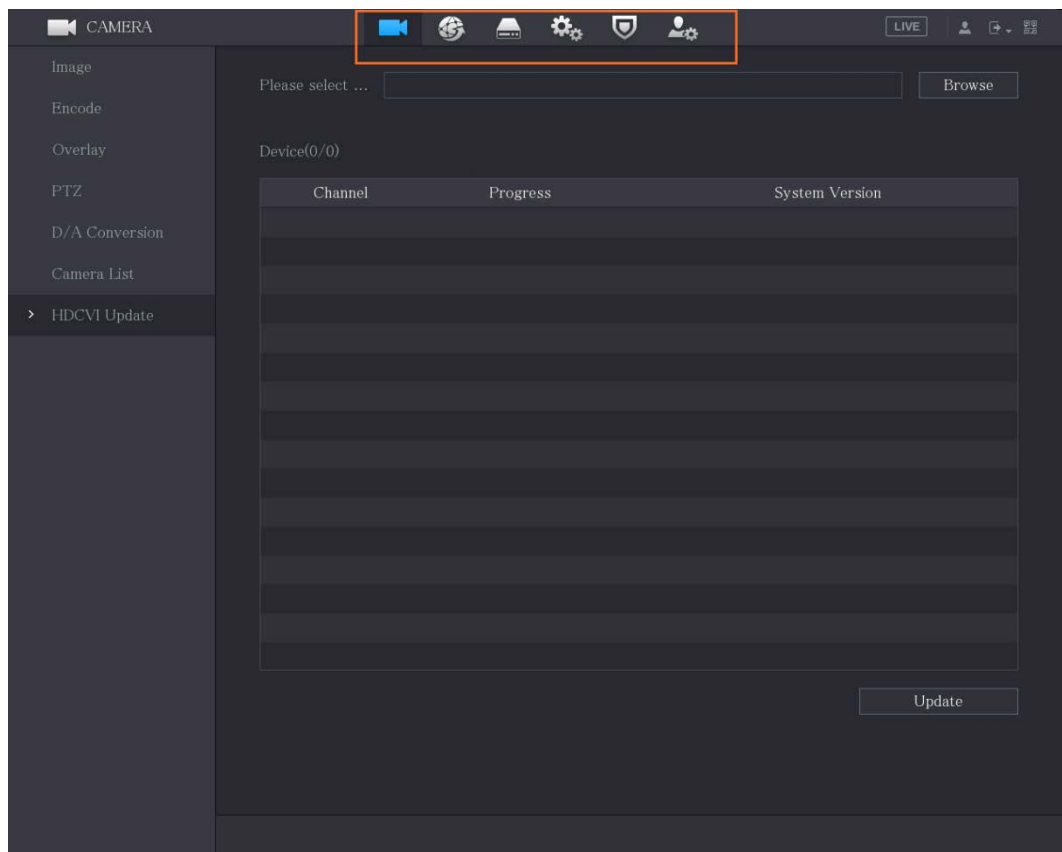 CAMERA
LIVE
Image
Encode
Overlay
PTZ
D/A Conversion
Camera List
HDCVI Update
Please select ...
Browse
Device(0/0)
Channel Progress System Version
Update